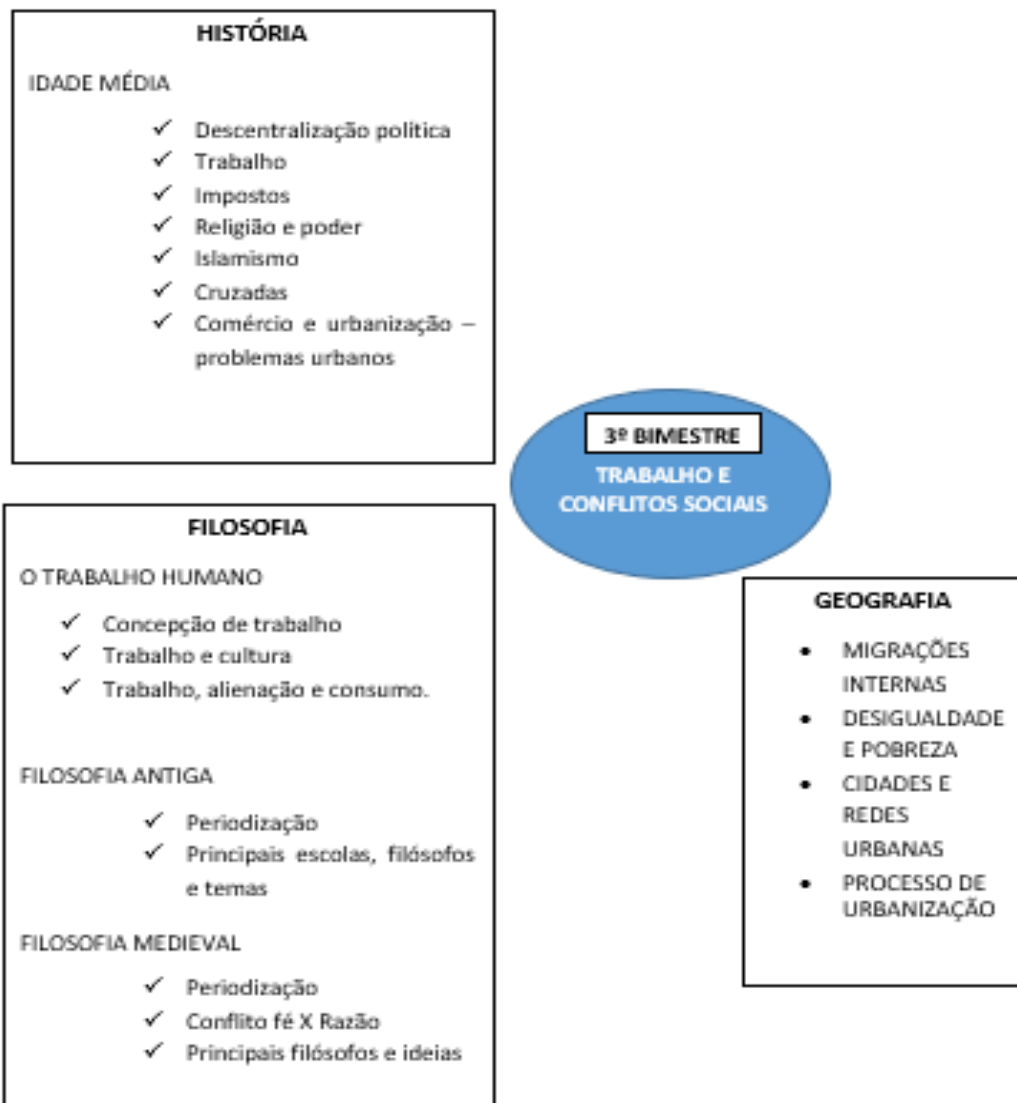 HISTÓRIA
IDADE MÉDIA
✓ Descentralização política
✓ Trabalho
✓ Impostos
✓ Religião e poder
✓ Islamismo
✓ Cruzadas
✓ Comércio e urbanização –
problemas urbanos
3º BIMESTRE
TRABALHO E
CONFLITOS SOCIAIS
FILOSOFIA
O TRABALHO HUMANO
✓ Concepção de trabalho
✓ Trabalho e cultura
✓ Trabalho, alienação e consumo.
FILOSOFIA ANTIGA
✓ Periodização
✓ Principais escolas, filósofos
e temas
FILOSOFIA MEDIEVAL
✓ Periodização
✓ Conflito fé X Razão
✓ Principais filósofos e ideias
GEOGRAFIA
• MIGRAÇÕES
INTERNAS
• DESIGUALDADE
E POBREZA
• CIDADES E
REDES
URBANAS
• PROCESSO DE
URBANIZAÇÃO